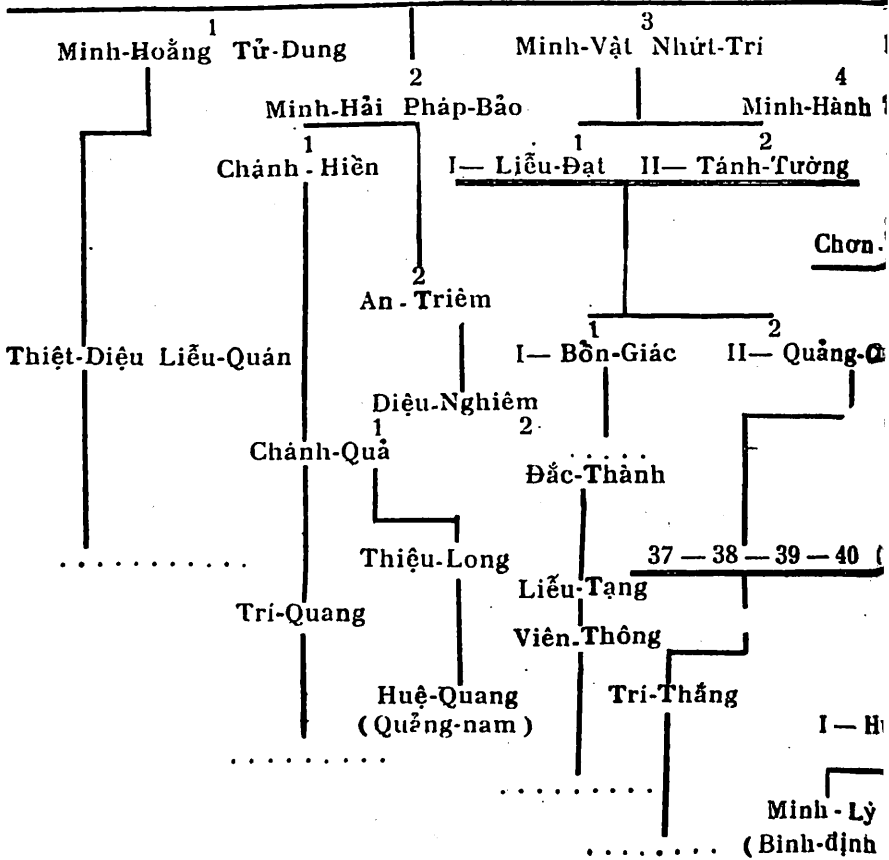 1 3
Minh-Hoằng Tử-Dung Minh-Vật Nhứt-Trí
2 4
Minh-Hải Pháp-Bảo Minh-Hành
1 1 2
Chánh-Hiền I— Liễu-Đạt II— Tánh-Tường
Chơn-
2
An-Triêm
1 2
Thiệt-Diệu Liễu-Quán I— Bổn-Giác II— Quảng-
Diệu-Nghiêm
1 2
Chánh-Quả
. . . . .
Đắc-Thành
. . . . . . . . . . . Thiệu-Long 37 — 38 — 39 — 40 (
Liễu-Tạng
Trí-Quang
Viên-Thông
Huệ-Quang Trí-Thắng
(Quảng-nam)
I — H
. . . . . . . . .
. . . . . . . . .
Minh-Lý
. . . . . . . . (Bình-định